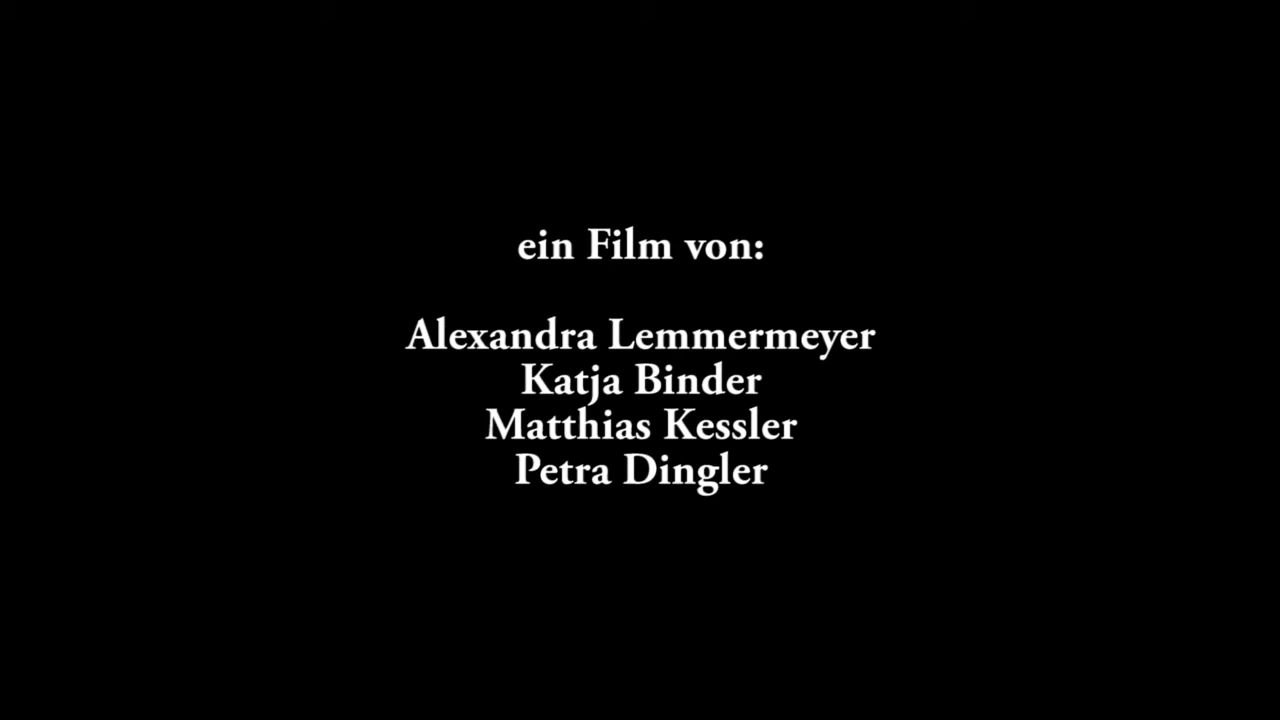 ein Film von:
Alexandra Lemmermeyer
Katja Binder
Matthias Kessler
Petra Dingler